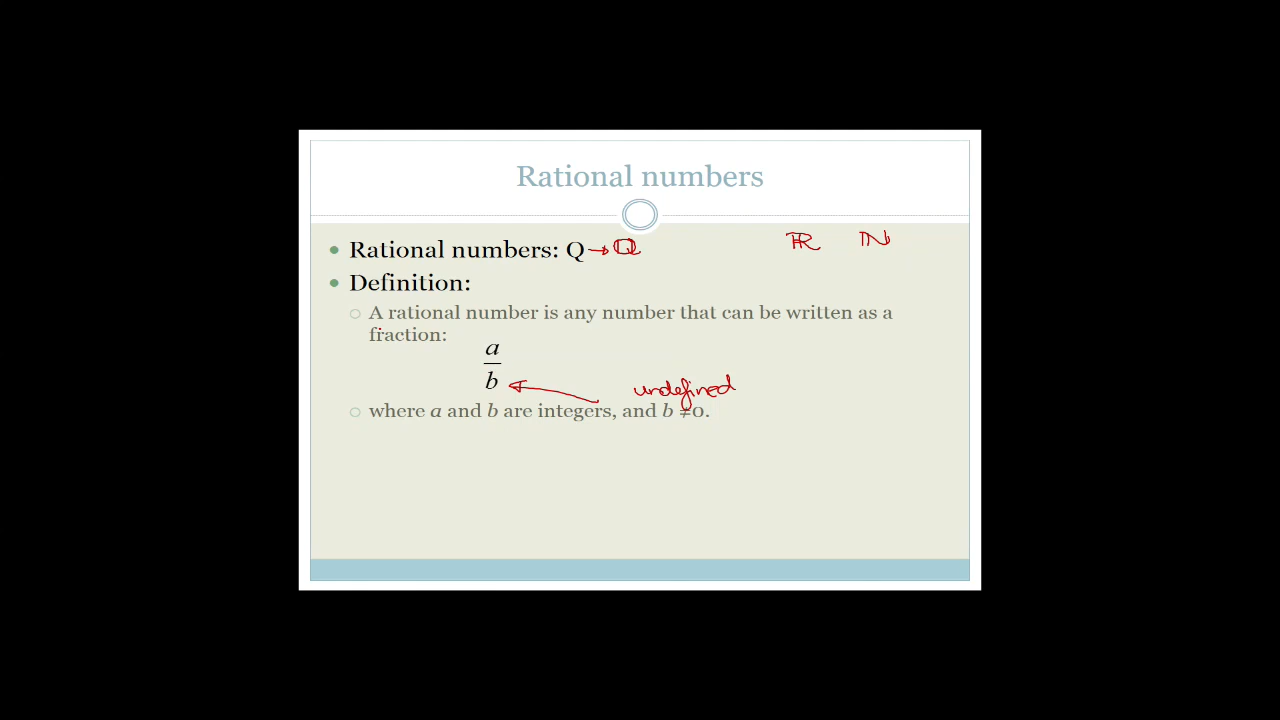 Rational numbers
Rational numbers: Q → ℚ ℝ ℕ
Definition:
A rational number is any number that can be written as a
fraction:
a
b
undefined
where a and b are integers, and b ≠0.